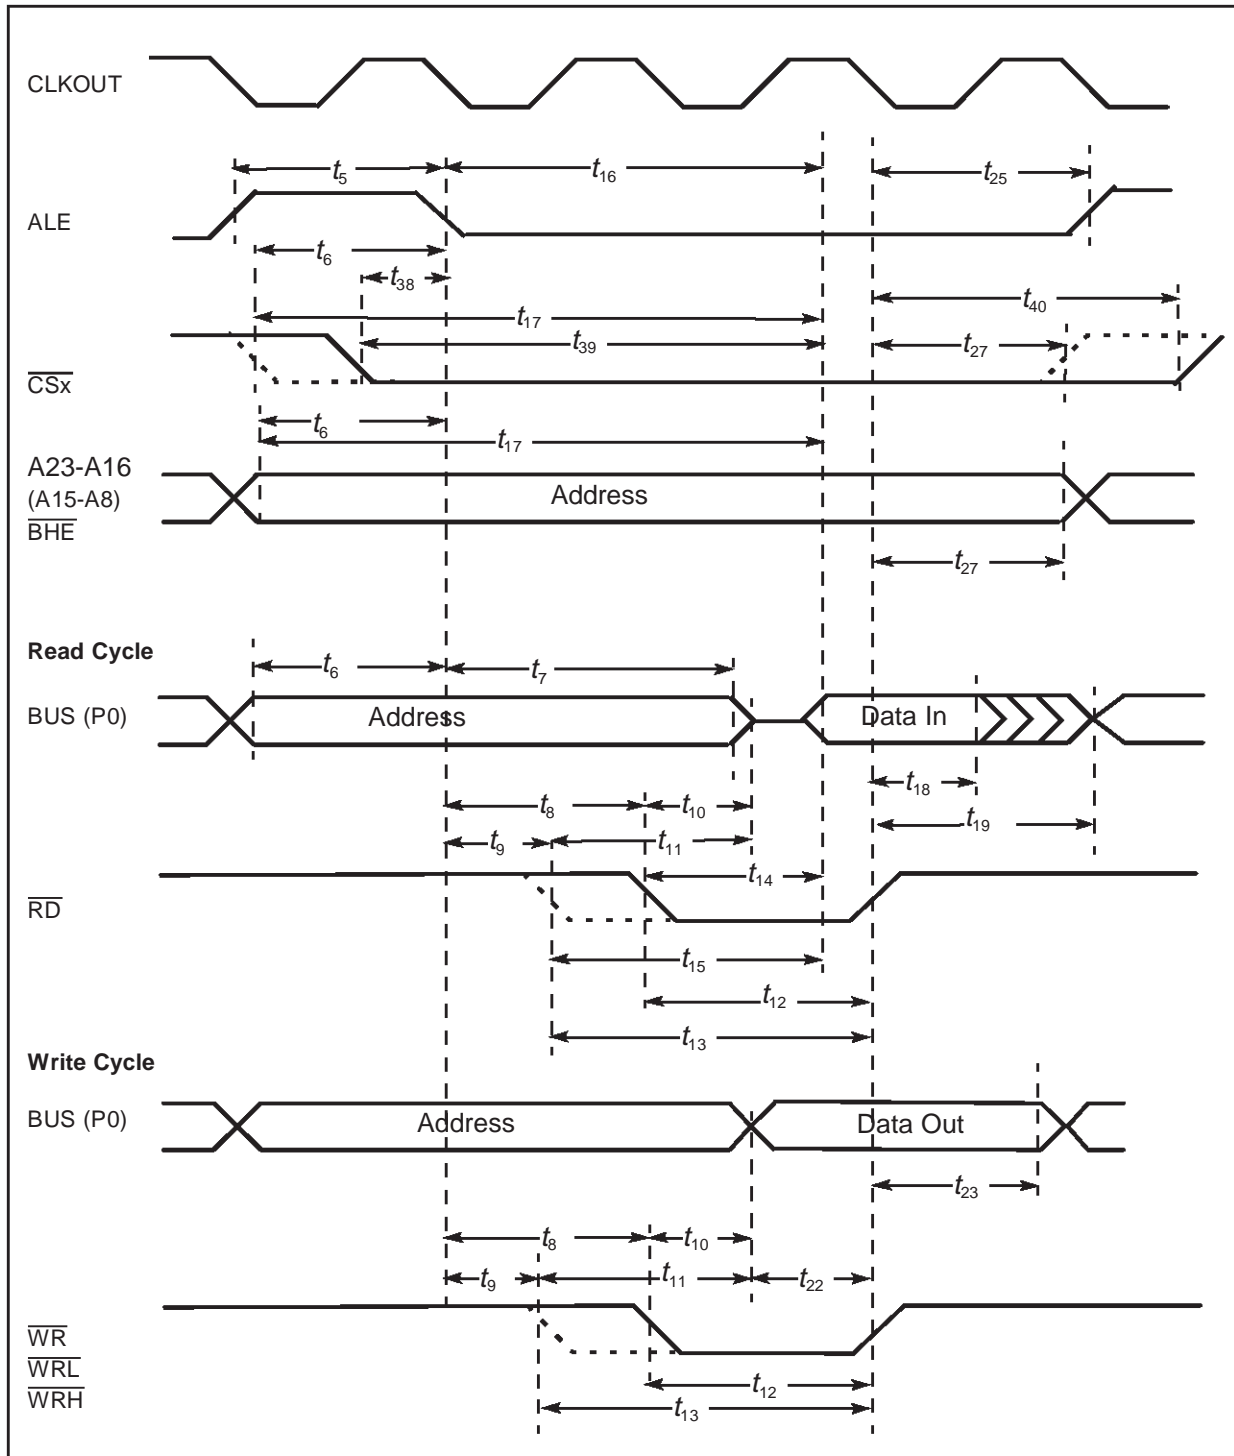 CLKOUT
t5 t16 t25
ALE
t6
t38
t40
t17
t39 t27
CSx
t6
t17
A23-A16
(A15-A8) Address
BHE
t27
Read Cycle
t6 t7
BUS (P0) Address Data In
t18
t8 t10
t19
t9 t11
t14
RD
t15
t12
t13
Write Cycle
BUS (P0) Address Data Out
t23
t8 t10
t9 t11 t22
WR
WRL
t12
WRH
t13